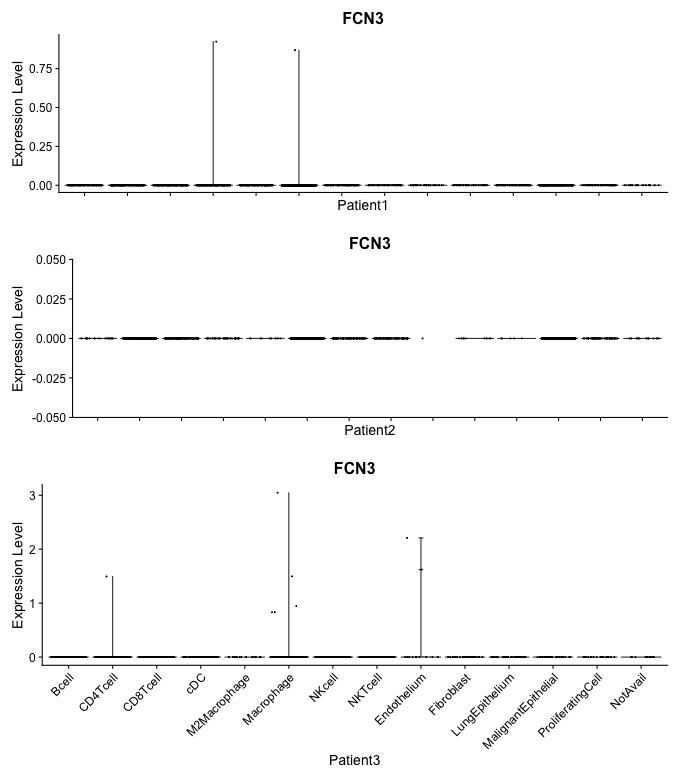 FCN3
Expression Level
0.75
0.50
0.25
0.00
Patient1
FCN3
Expression Level
0.050
0.025
0.000
-0.025
-0.050
Patient2
FCN3
Expression Level
3
2
1
0
Bcell
CD4Tcell
CD8Tcell
cDC
M2Macrophage
Macrophage
NKcell
NKTcell
Endothelium
Fibroblast
LungEpithelium
MalignantEpithelial
ProliferatingCell
NotAvail
Patient3